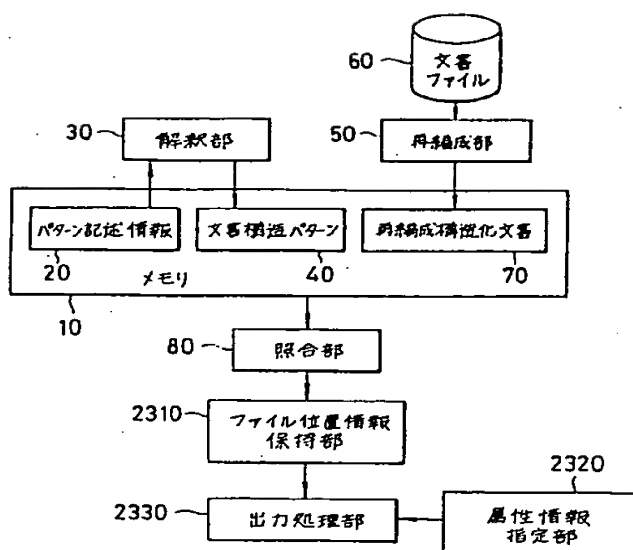 60
文書
ファイル
30
解釈部
50
再編成部
パターン記述情報
文書構造パターン
再編成構造化文書
20
メモリ
40
70
10
80
照合部
2310
ファイル位置情報
保持部
2320
2330
出力処理部
属性情報
指定部